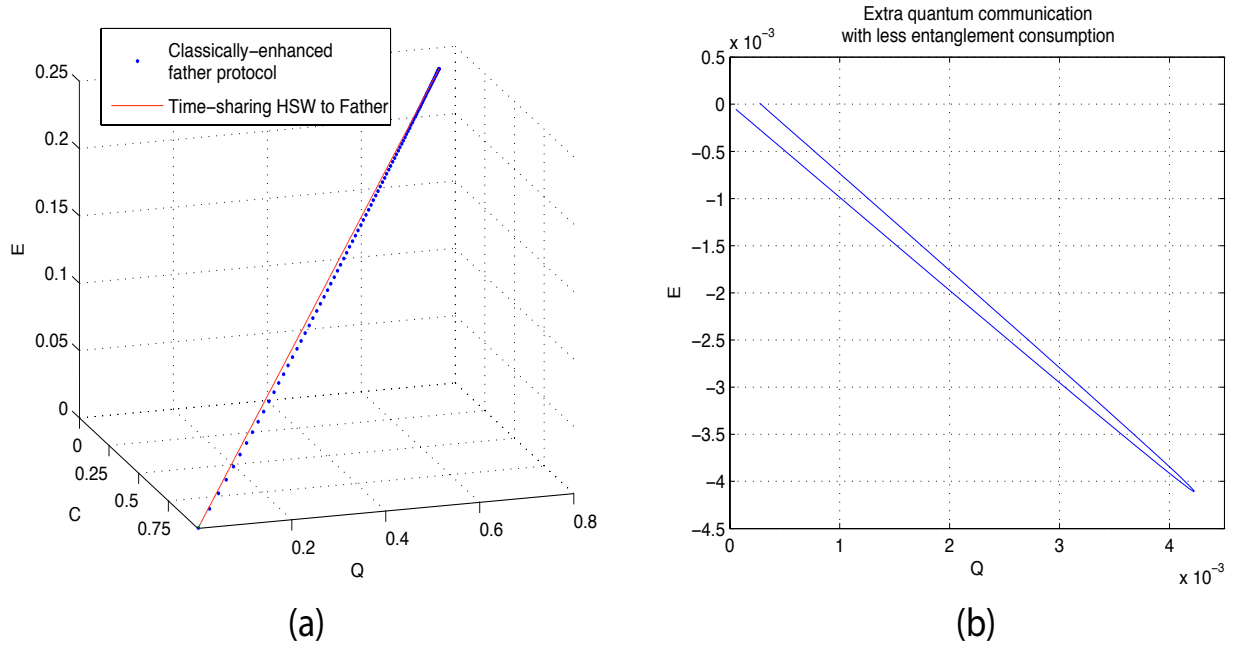 Classically−enhanced
father protocol
Time−sharing HSW to Father
0.25
0.2
0.15
0.1
0.05
0
E
0
0.25
0.5
0.75
C
0.2
0.4
0.6
0.8
Q
(a)
Extra quantum communication
with less entanglement consumption
x 10⁻³
0.5
0
−0.5
−1
−1.5
−2
−2.5
−3
−3.5
−4
−4.5
E
0
1
2
3
4
Q
x 10⁻³
(b)